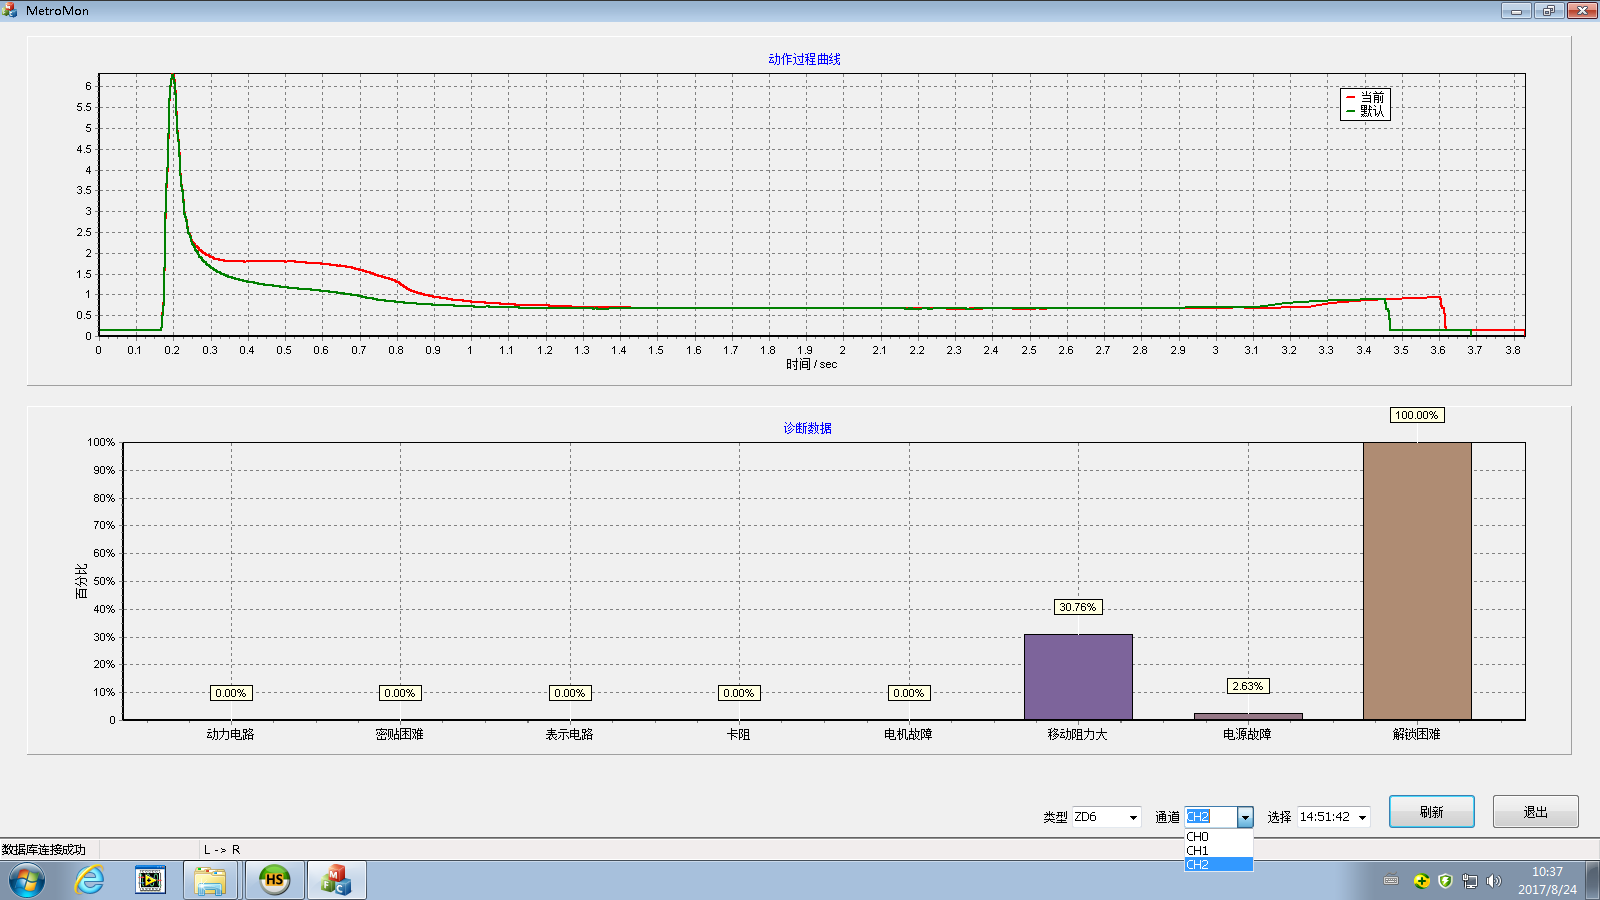 MetroMon
动作过程曲线
当前
默认
6
5.5
5
4.5
4
3.5
3
2.5
2
1.5
1
0.5
0
0 0.1 0.2 0.3 0.4 0.5 0.6 0.7 0.8 0.9 1 1.1 1.2 1.3 1.4 1.5 1.6 1.7 1.8 1.9 2 2.1 2.2 2.3 2.4 2.5 2.6 2.7 2.8 2.9 3 3.1 3.2 3.3 3.4 3.5 3.6 3.7 3.8
时间 / sec
诊断数据
100.00%
100%
90%
80%
70%
60%
50%
40%
30%
20%
10%
0
百分比
0.00% 0.00% 0.00% 0.00% 0.00% 30.76% 2.63%
动力电路 密贴困难 表示电路 卡阻 电机故障 移动阻力大 电源故障 解锁困难
类型 ZD6 通道 CH2 选择 14:51:42 刷新 退出
CH0
CH1
CH2
数据库连接成功 L -> R
HS
M
F C
10:37
2017/8/24